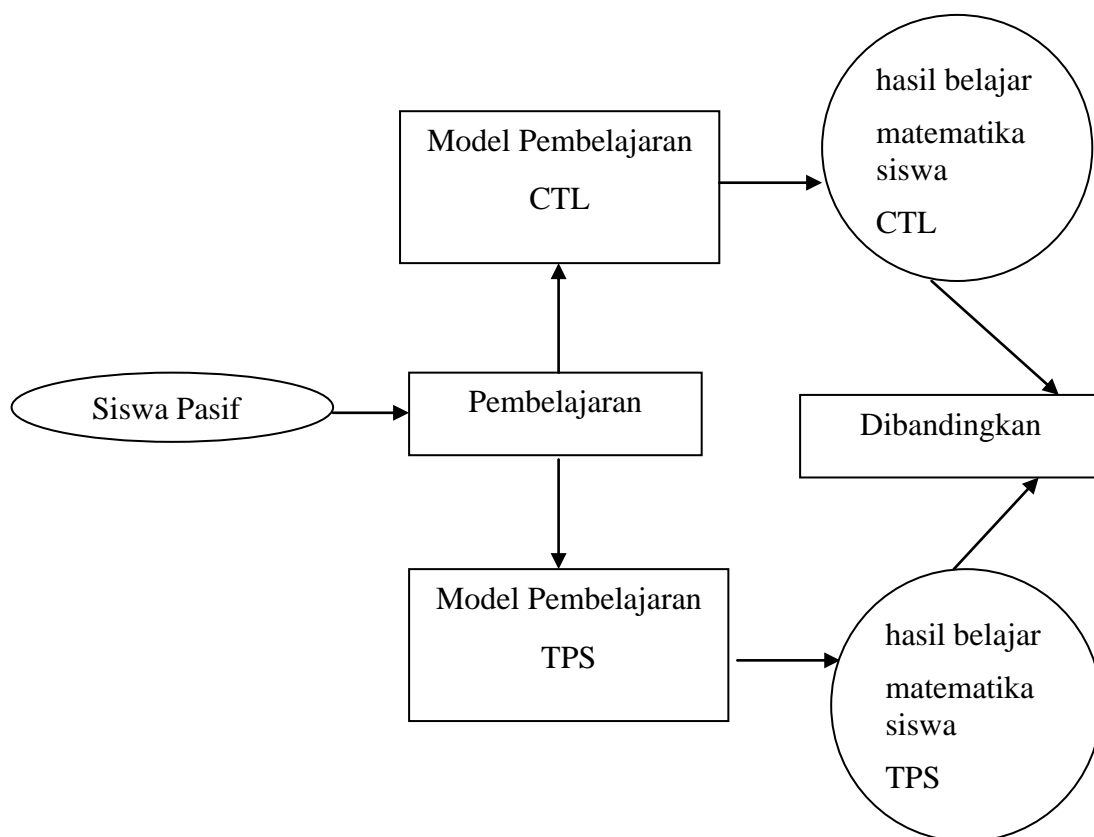 hasil belajar
matematika
siswa
CTL
Model Pembelajaran
CTL
Siswa Pasif
Pembelajaran
Dibandingkan
Model Pembelajaran
TPS
hasil belajar
matematika
siswa
TPS